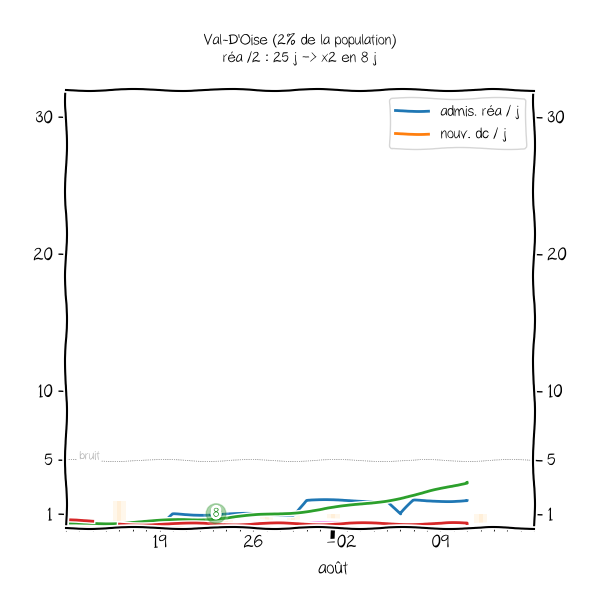 Val-D'Oise (2% de la population)
réa /2 : 25 j -> x2 en 8 j
admis. réa / j
nouv. dc / j
30
30
20
20
10
10
5
5
bruit
1
1
8
19
26
02
09
août